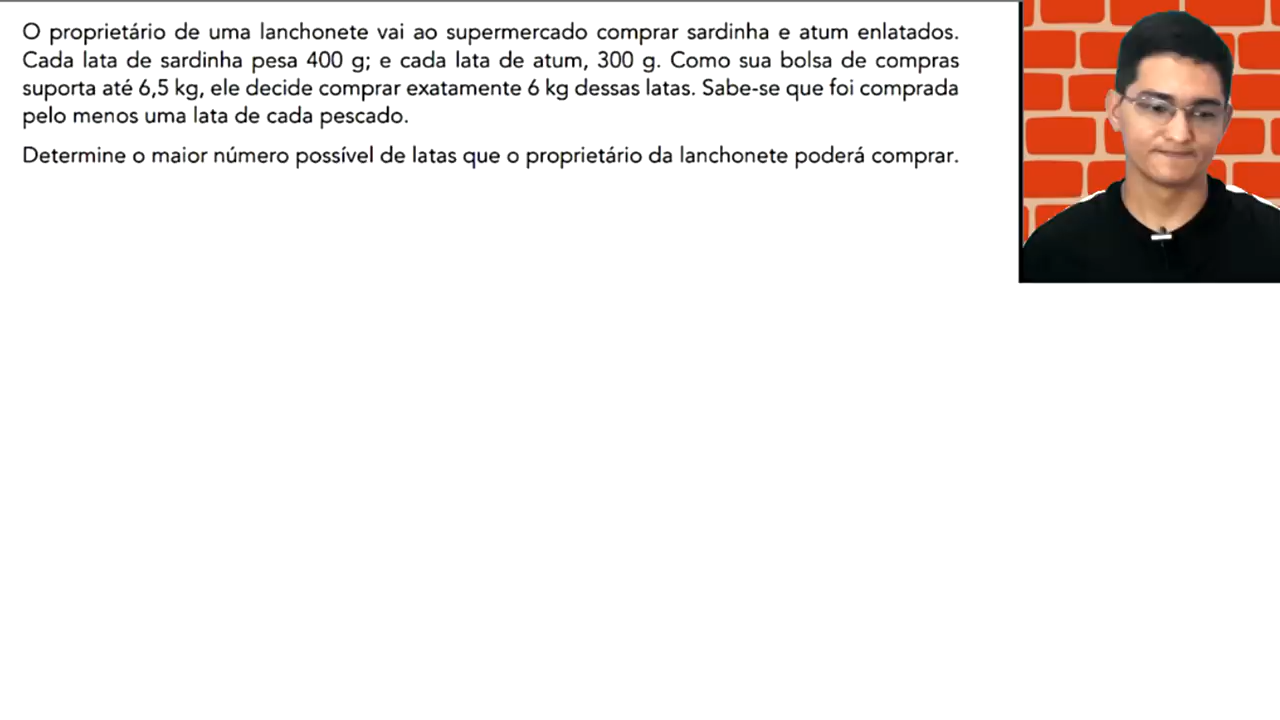 O proprietário de uma lanchonete vai ao supermercado comprar sardinha e atum enlatados.
Cada lata de sardinha pesa 400 g; e cada lata de atum, 300 g. Como sua bolsa de compras
suporta até 6,5 kg, ele decide comprar exatamente 6 kg dessas latas. Sabe-se que foi comprada
pelo menos uma lata de cada pescado.
Determine o maior número possível de latas que o proprietário da lanchonete poderá comprar.